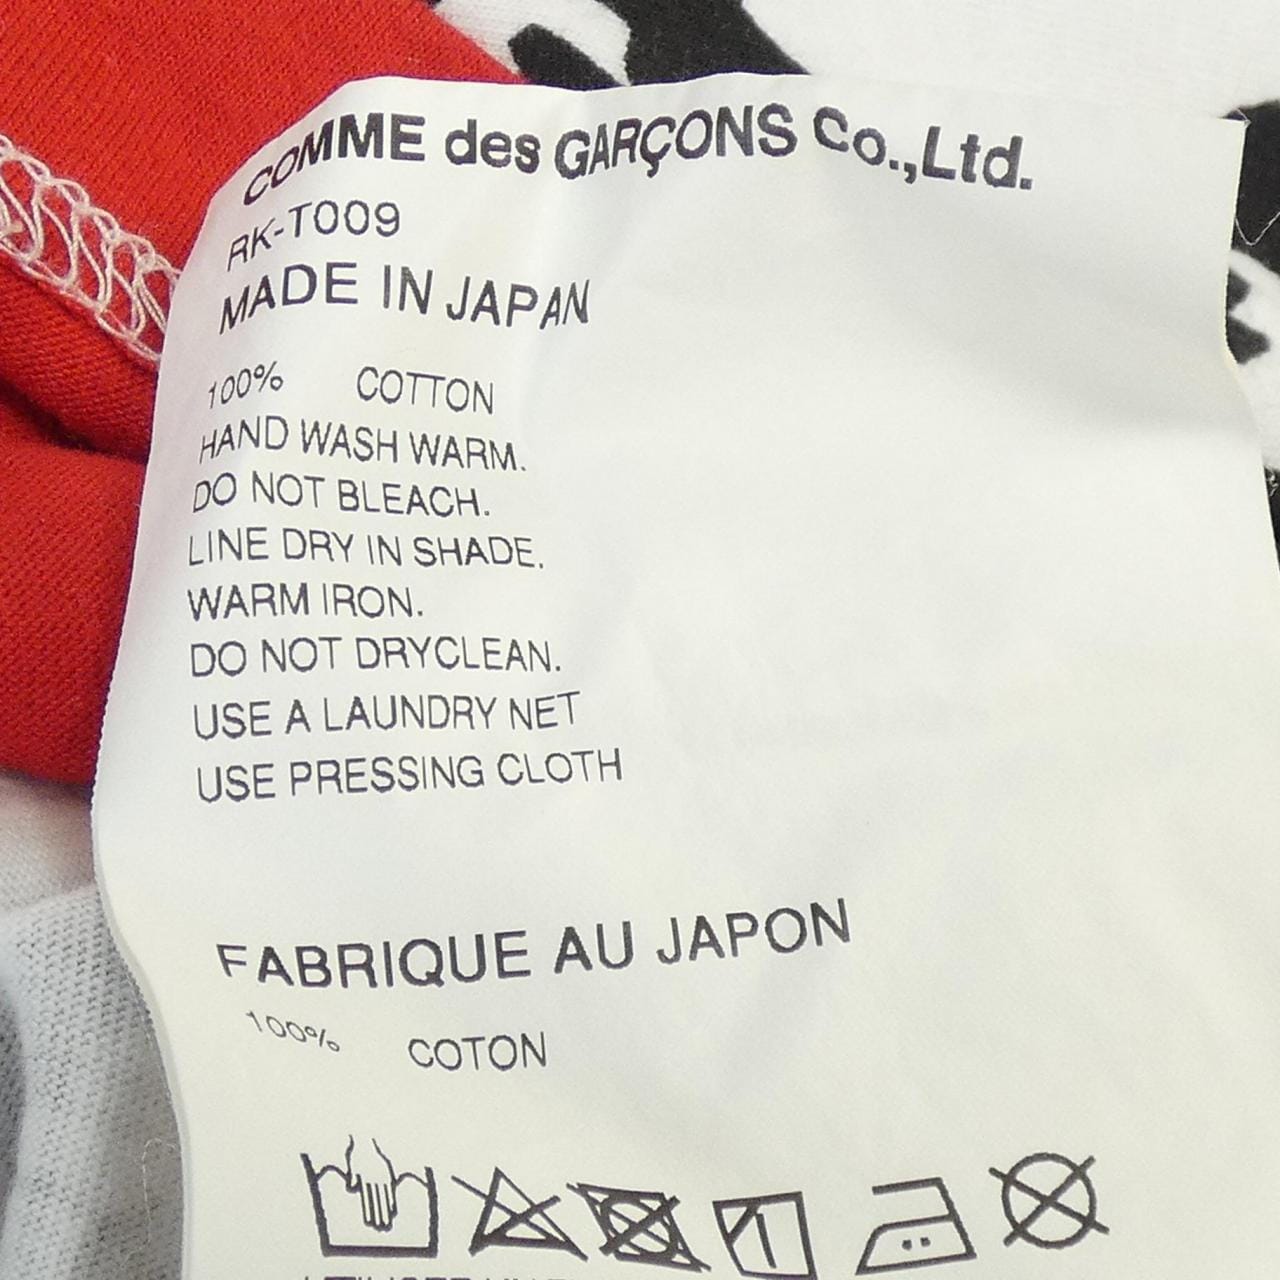 COMME des GARÇONS Co.,Ltd.
RK-T009
MADE IN JAPAN
100% COTTON
HAND WASH WARM.
DO NOT BLEACH.
LINE DRY IN SHADE.
WARM IRON.
DO NOT DRYCLEAN.
USE A LAUNDRY NET
USE PRESSING CLOTH
FABRIQUE AU JAPON
100% COTON